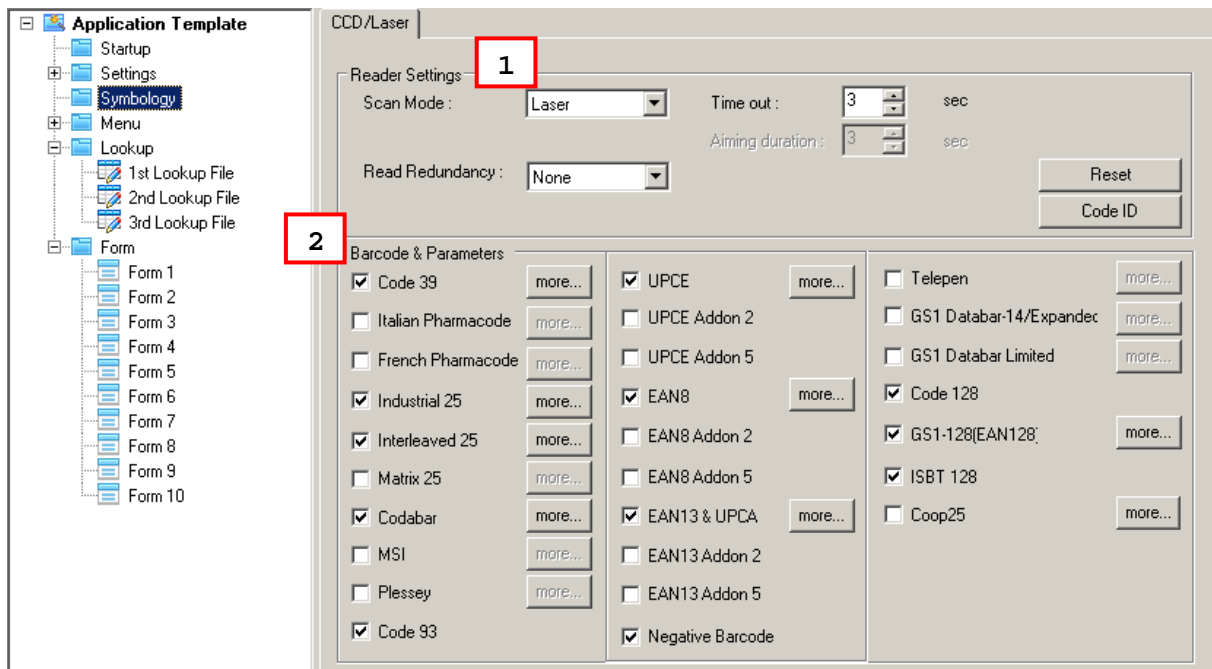 Application Template
Startup
Settings
Symbology
Menu
Lookup
1st Lookup File
2nd Lookup File
3rd Lookup File
Form
Form 1
Form 2
Form 3
Form 4
Form 5
Form 6
Form 7
Form 8
Form 9
Form 10
CCD/Laser
1
Reader Settings
Scan Mode : Laser Time out : 3 sec
Aiming duration : 3 sec
Read Redundancy : None
Reset
Code ID
2
Barcode & Parameters
Code 39 more...
Italian Pharmacode more...
French Pharmacode more...
Industrial 25 more...
Interleaved 25 more...
Matrix 25 more...
Codabar more...
MSI more...
Plessey more...
Code 93
UPCE more...
UPCE Addon 2
UPCE Addon 5
EAN8 more...
EAN8 Addon 2
EAN8 Addon 5
EAN13 & UPCA more...
EAN13 Addon 2
EAN13 Addon 5
Negative Barcode
Telepen more...
GS1 Databar-14/Expandec more...
GS1 Databar Limited more...
Code 128
GS1-128(EAN128) more...
ISBT 128
Coop25 more...